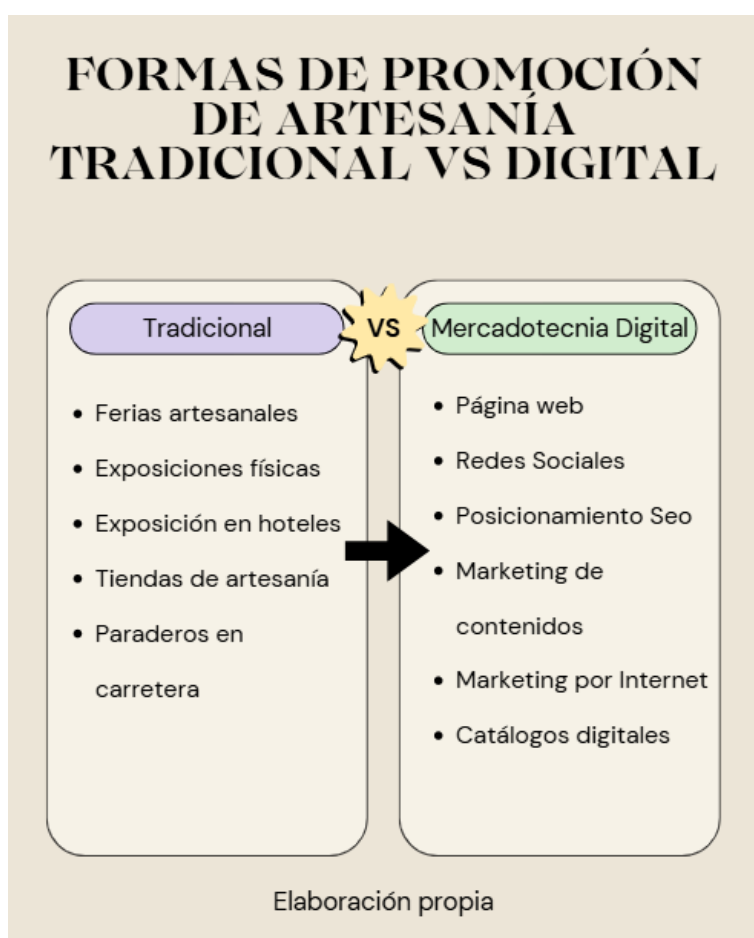 FORMAS DE PROMOCIÓN
DE ARTESANÍA
TRADICIONAL VS DIGITAL
Tradicional
VS
Mercadotecnia Digital
• Ferias artesanales
• Exposiciones físicas
• Exposición en hoteles
• Tiendas de artesanía
• Paraderos en
carretera
• Página web
• Redes Sociales
• Posicionamiento Seo
• Marketing de
contenidos
• Marketing por Internet
• Catálogos digitales
Elaboración propia